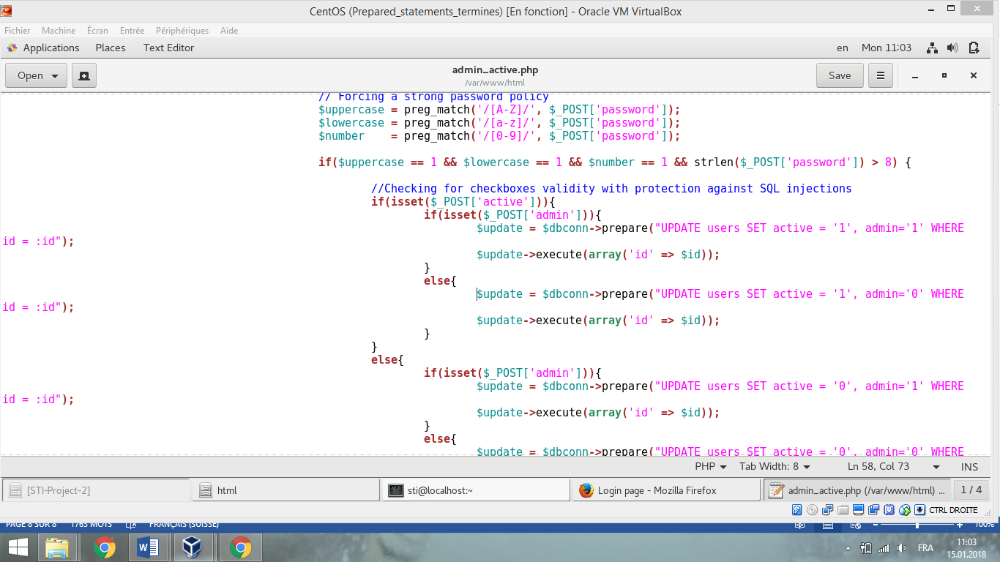 CentOS (Prepared_statements_termines) [En fonction] - Oracle VM VirtualBox
Fichier Machine Écran Entrée Périphériques Aide
Applications Places Text Editor en Mon 11:03
Open admin_active.php Save
/var/www/html
// Forcing a strong password policy
$uppercase = preg_match('/[A-Z]/', $_POST['password']);
$lowercase = preg_match('/[a-z]/', $_POST['password']);
$number    = preg_match('/[0-9]/', $_POST['password']);
if($uppercase == 1 && $lowercase == 1 && $number == 1 && strlen($_POST['password']) > 8) {
//Checking for checkboxes validity with protection against SQL injections
if(isset($_POST['active'])){
if(isset($_POST['admin'])){
$update = $dbconn->prepare("UPDATE users SET active = '1', admin='1' WHERE
id = :id");
$update->execute(array('id' => $id));
}
else{
$update = $dbconn->prepare("UPDATE users SET active = '1', admin='0' WHERE
id = :id");
$update->execute(array('id' => $id));
}
}
else{
if(isset($_POST['admin'])){
$update = $dbconn->prepare("UPDATE users SET active = '0', admin='1' WHERE
id = :id");
$update->execute(array('id' => $id));
}
else{
$update = $dbconn->prepare("UPDATE users SET active = '0', admin='0' WHERE
PHP Tab Width: 8 Ln 58, Col 73 INS
[STI-Project-2] html sti@localhost:~ Login page - Mozilla Firefox admin_active.php (/var/www/html) ... 1 / 4
CTRL DROITE
PAGE 8 SUR 8 1763 MOTS FRANÇAIS (SUISSE) 100%
FRA 11:03
15.01.2018